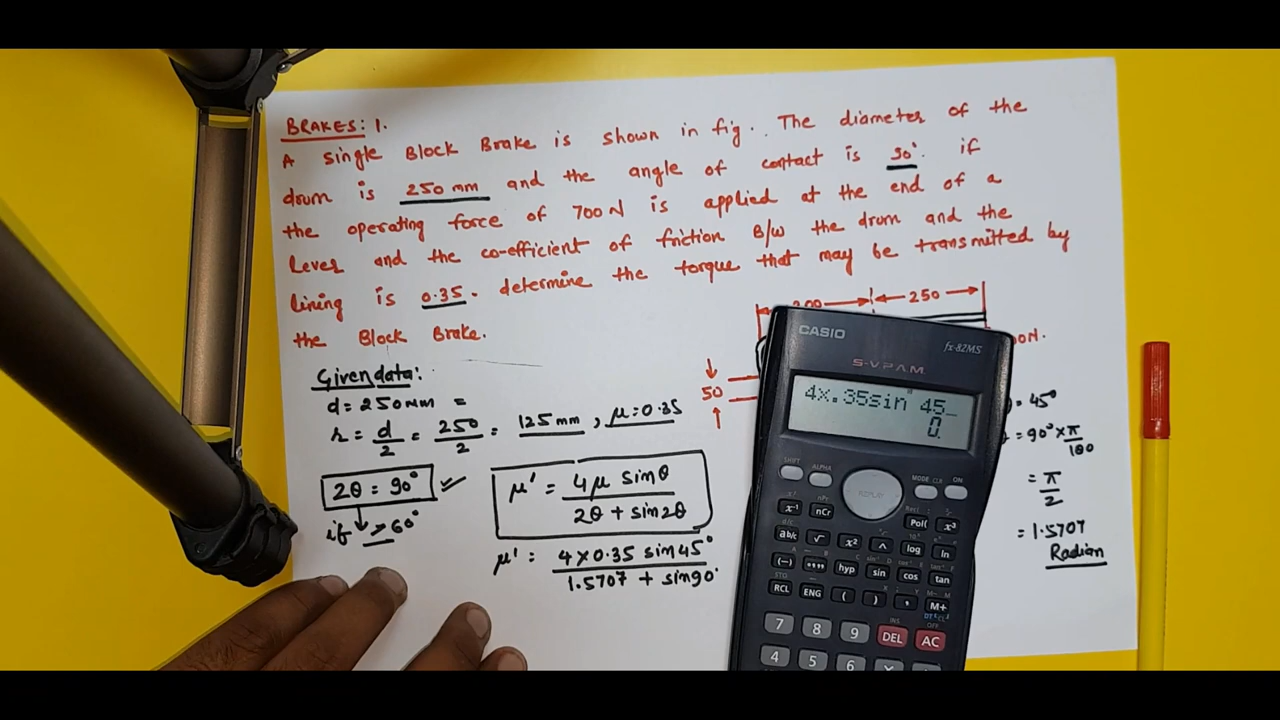 BRAKES: 1.
A single Block Brake is shown in fig.. The diameter of the
drum is 250 mm and the angle of contact is 90°. if
the operating force of 700 N is applied at the end of a
Lever and the co-efficient of friction B/w the drum and the
lining is 0.35. determine the torque that may be transmitted by
the Block Brake.
200 250
50
Given data:
d = 250 mm =
r = d/2 = 250/2 = 125 mm, μ = 0.35
2θ = 90°
if > 60°
μ' = 4μ sinθ / 2θ + sin2θ
μ' = 4 × 0.35 sin45° / 1.5707 + sin90°
= 45°
= 90° × π/180
= π/2
= 1.5707
Radian
CASIO
fx-82MS
S-V.P.A.M.
4x.35sin 45_
0.
SHIFT ALPHA REPLAY MODE CLR ON
x⁻¹ nCr Pol( x³
ab/c √ x² ^ log ln
(-) °'" hyp sin cos tan
RCL ENG ( ) , M+
7 8 9 DEL AC
4 5 6